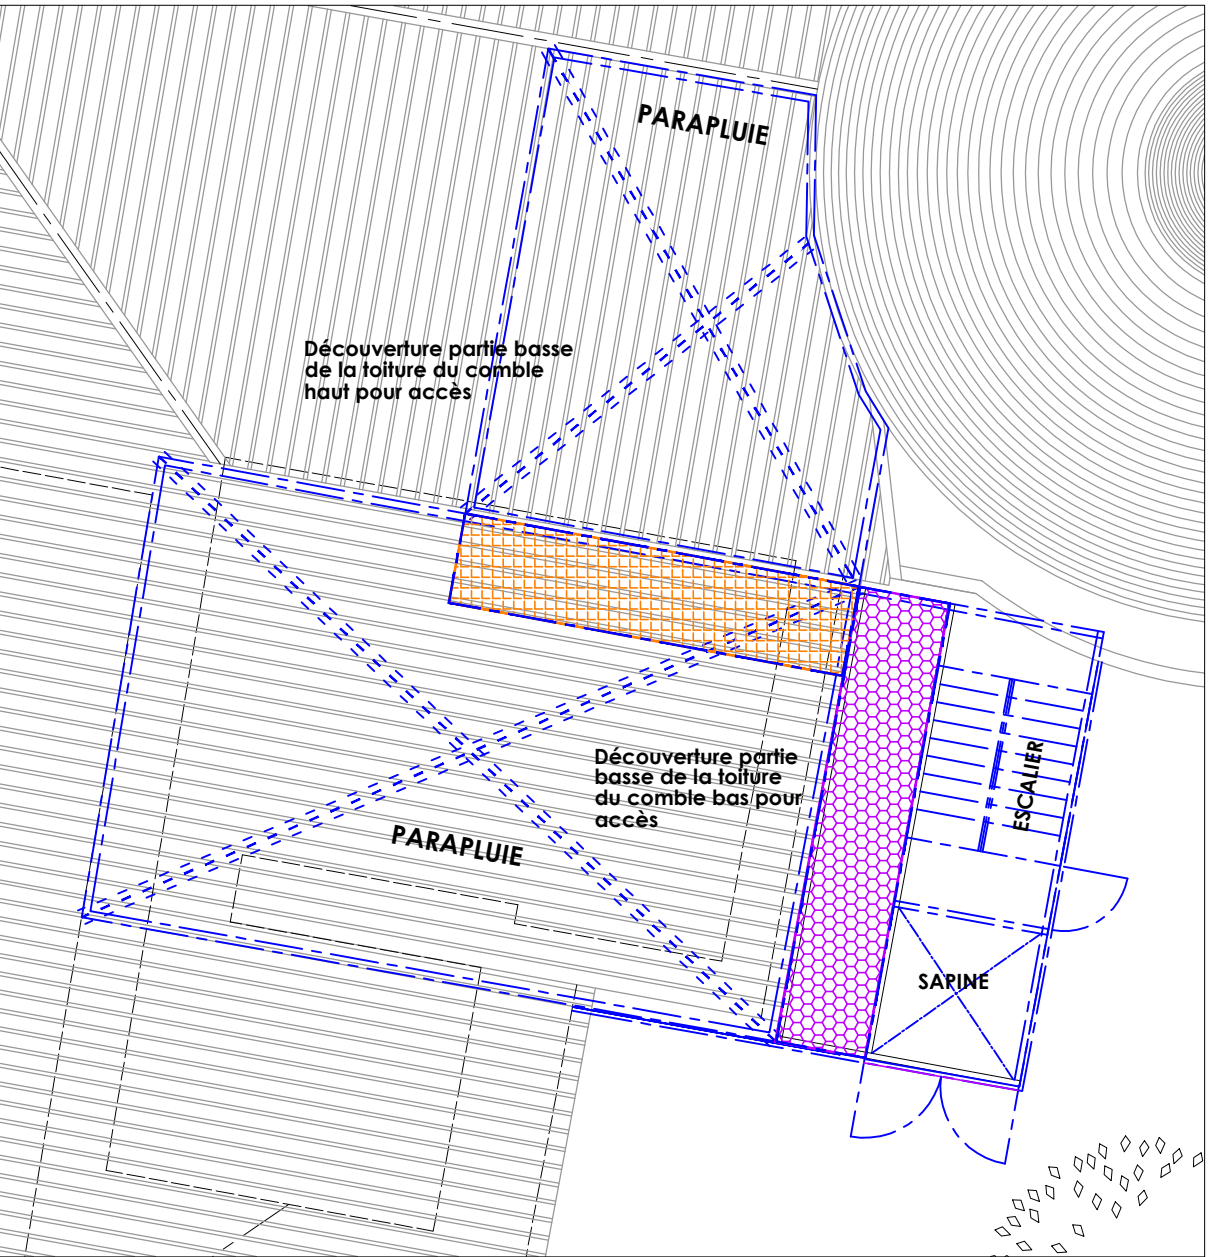 PARAPLUIE
Découverture partie basse
de la toiture du comble
haut pour accès
Découverture partie
basse de la toiture
du comble bas pour
accès
PARAPLUIE
ESCALIER
SAPINE